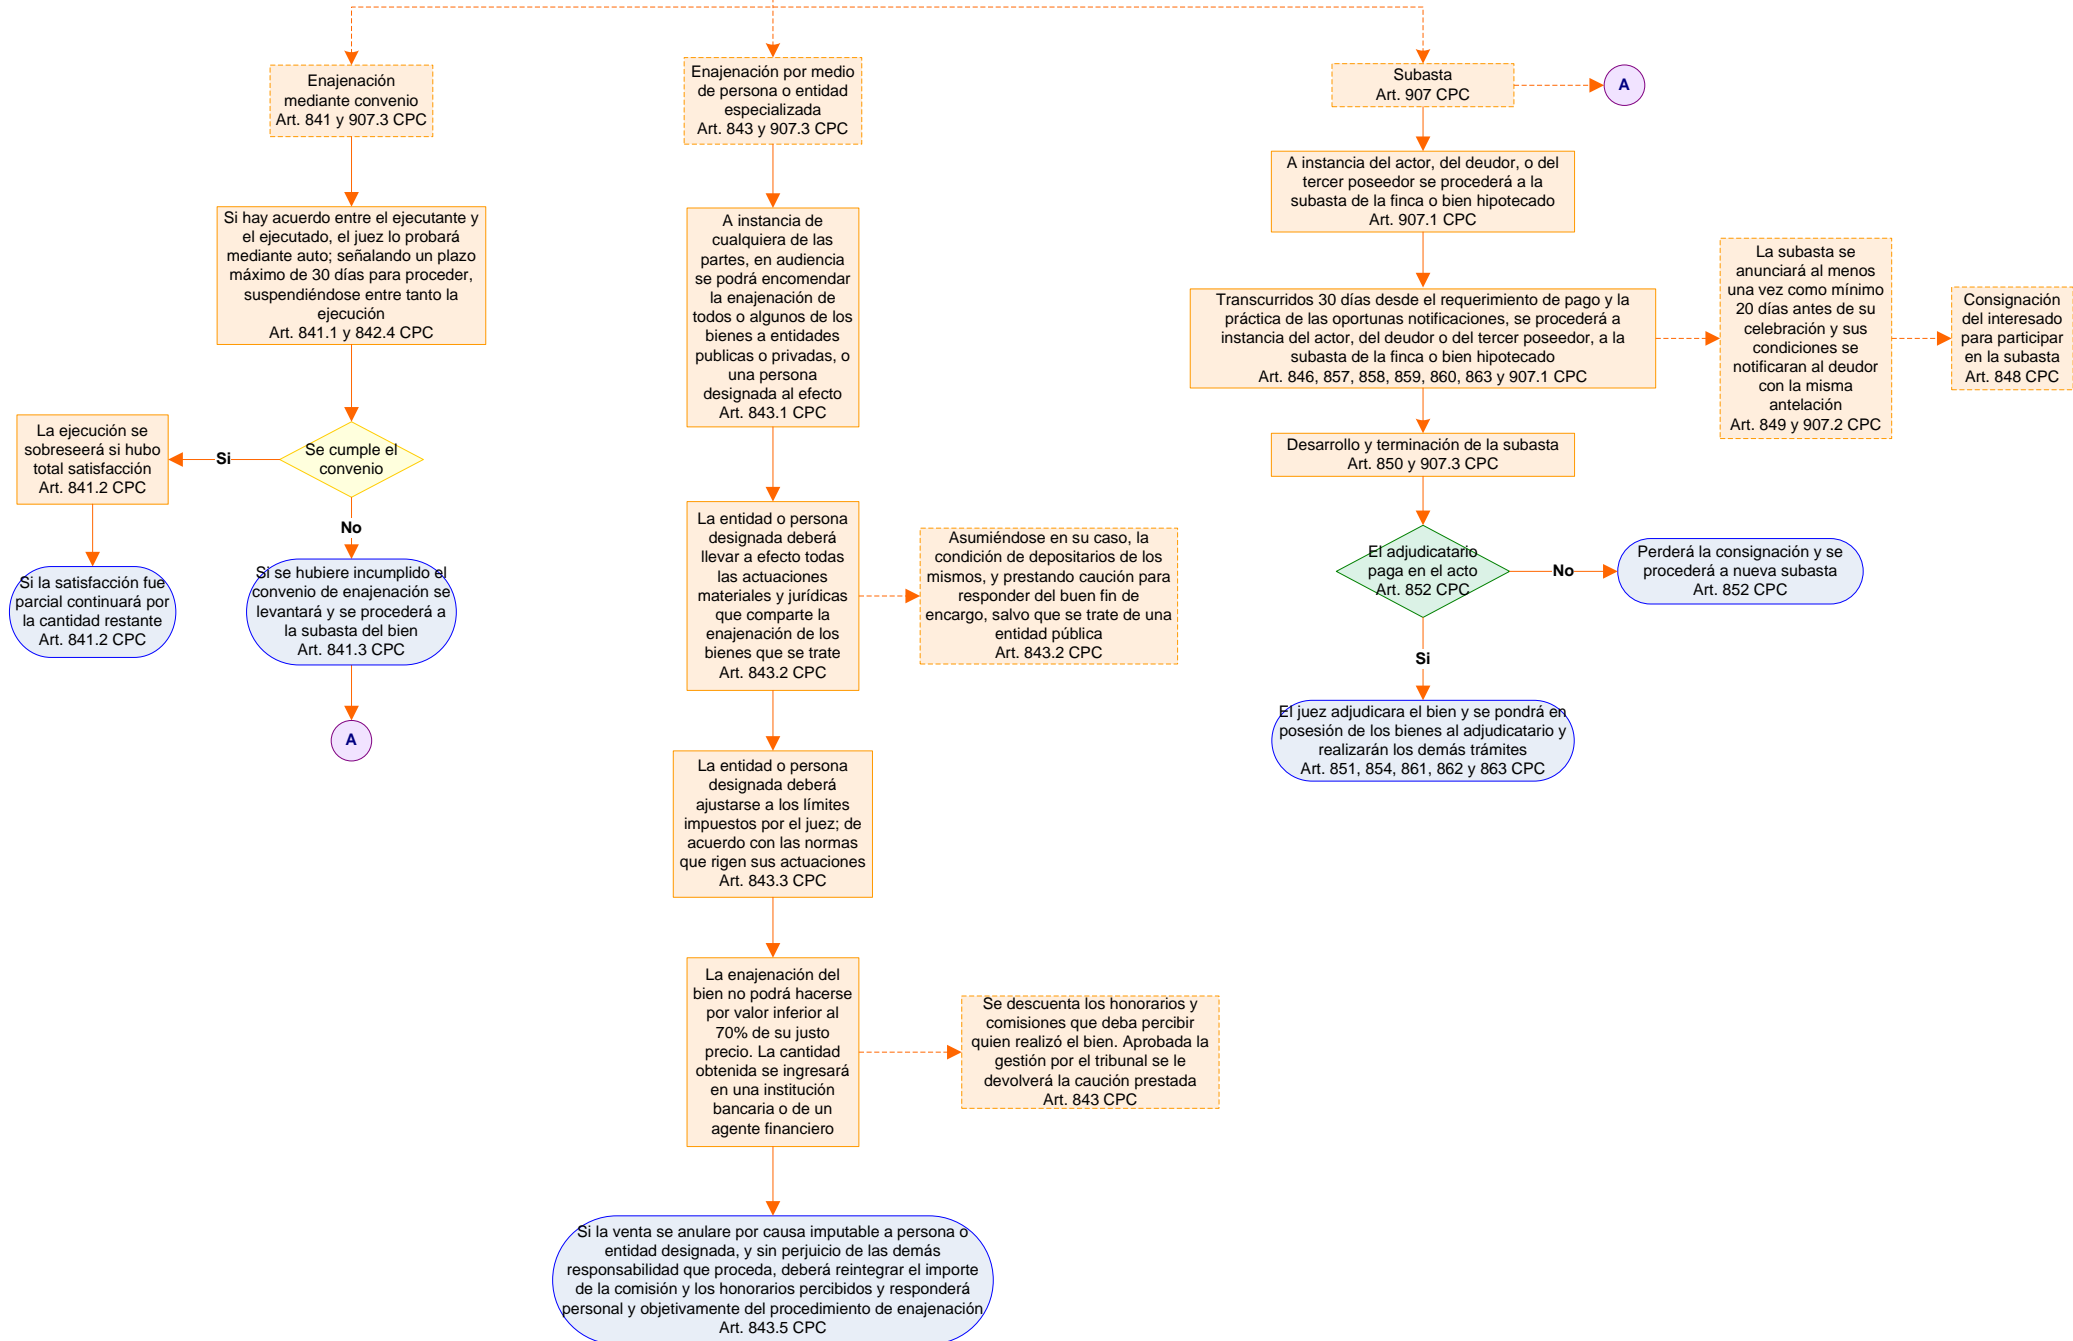 Enajenación
mediante convenio
Art. 841 y 907.3 CPC
Si hay acuerdo entre el ejecutante y
el ejecutado, el juez lo probará
mediante auto; señalando un plazo
máximo de 30 días para proceder,
suspendiéndose entre tanto la
ejecución
Art. 841.1 y 842.4 CPC
Se cumple el
convenio
Si
La ejecución se
sobreseerá si hubo
total satisfacción
Art. 841.2 CPC
Si la satisfacción fue
parcial continuará por
la cantidad restante
Art. 841.2 CPC
No
Si se hubiere incumplido el
convenio de enajenación se
levantará y se procederá a
la subasta del bien
Art. 841.3 CPC
A
Enajenación por medio
de persona o entidad
especializada
Art. 843 y 907.3 CPC
A instancia de
cualquiera de las
partes, en audiencia
se podrá encomendar
la enajenación de
todos o algunos de los
bienes a entidades
publicas o privadas, o
una persona
designada al efecto
Art. 843.1 CPC
La entidad o persona
designada deberá
llevar a efecto todas
las actuaciones
materiales y jurídicas
que comparte la
enajenación de los
bienes que se trate
Art. 843.2 CPC
Asumiéndose en su caso, la
condición de depositarios de los
mismos, y prestando caución para
responder del buen fin de
encargo, salvo que se trate de una
entidad pública
Art. 843.2 CPC
La entidad o persona
designada deberá
ajustarse a los límites
impuestos por el juez; de
acuerdo con las normas
que rigen sus actuaciones
Art. 843.3 CPC
La enajenación del
bien no podrá hacerse
por valor inferior al
70% de su justo
precio. La cantidad
obtenida se ingresará
en una institución
bancaria o de un
agente financiero
Se descuenta los honorarios y
comisiones que deba percibir
quien realizó el bien. Aprobada la
gestión por el tribunal se le
devolverá la caución prestada
Art. 843 CPC
Si la venta se anulare por causa imputable a persona o
entidad designada, y sin perjuicio de las demás
responsabilidad que proceda, deberá reintegrar el importe
de la comisión y los honorarios percibidos y responderá
personal y objetivamente del procedimiento de enajenación
Art. 843.5 CPC
Subasta
Art. 907 CPC
A
A instancia del actor, del deudor, o del
tercer poseedor se procederá a la
subasta de la finca o bien hipotecado
Art. 907.1 CPC
Transcurridos 30 días desde el requerimiento de pago y la
práctica de las oportunas notificaciones, se procederá a
instancia del actor, del deudor o del tercer poseedor, a la
subasta de la finca o bien hipotecado
Art. 846, 857, 858, 859, 860, 863 y 907.1 CPC
La subasta se
anunciará al menos
una vez como mínimo
20 días antes de su
celebración y sus
condiciones se
notificaran al deudor
con la misma
antelación
Art. 849 y 907.2 CPC
Consignación
del interesado
para participar
en la subasta
Art. 848 CPC
Desarrollo y terminación de la subasta
Art. 850 y 907.3 CPC
El adjudicatario
paga en el acto
Art. 852 CPC
No
Perderá la consignación y se
procederá a nueva subasta
Art. 852 CPC
Si
El juez adjudicara el bien y se pondrá en
posesión de los bienes al adjudicatario y
realizarán los demás trámites
Art. 851, 854, 861, 862 y 863 CPC